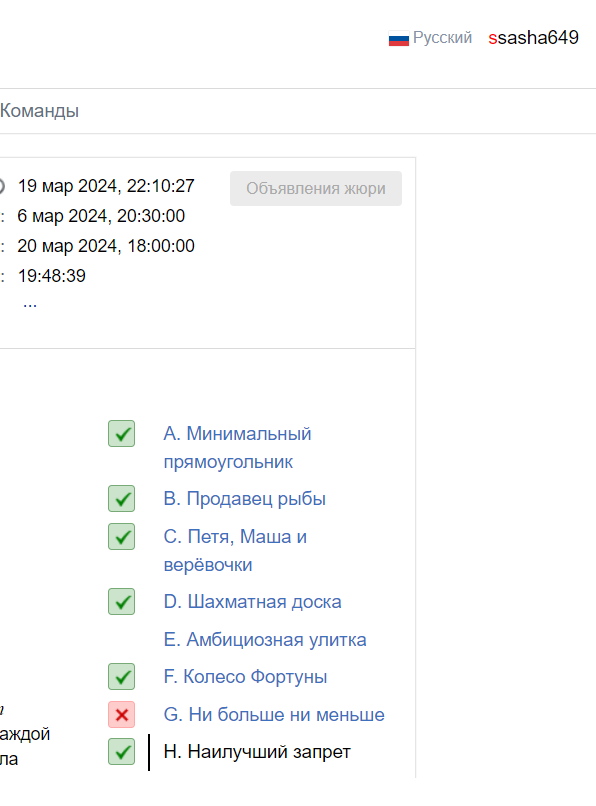 Русский ssasha649
Команды
19 мар 2024, 22:10:27 Объявления жюри
: 6 мар 2024, 20:30:00
: 20 мар 2024, 18:00:00
: 19:48:39
...
A. Минимальный
прямоугольник
B. Продавец рыбы
C. Петя, Маша и
верёвочки
D. Шахматная доска
E. Амбициозная улитка
F. Колесо Фортуны
G. Ни больше ни меньше
аждой
H. Наилучший запрет
ла